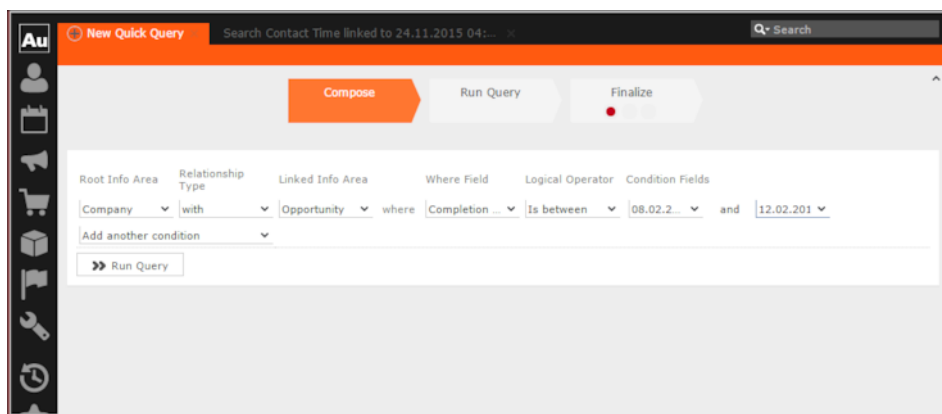 Au
New Quick Query
Search Contact Time linked to 24.11.2015 04:...
Search
Compose
Run Query
Finalize
Root Info Area
Relationship Type
Linked Info Area
Where Field
Logical Operator
Condition Fields
Company with Opportunity where Completion ... Is between 08.02.2... and 12.02.201
Add another condition
Run Query